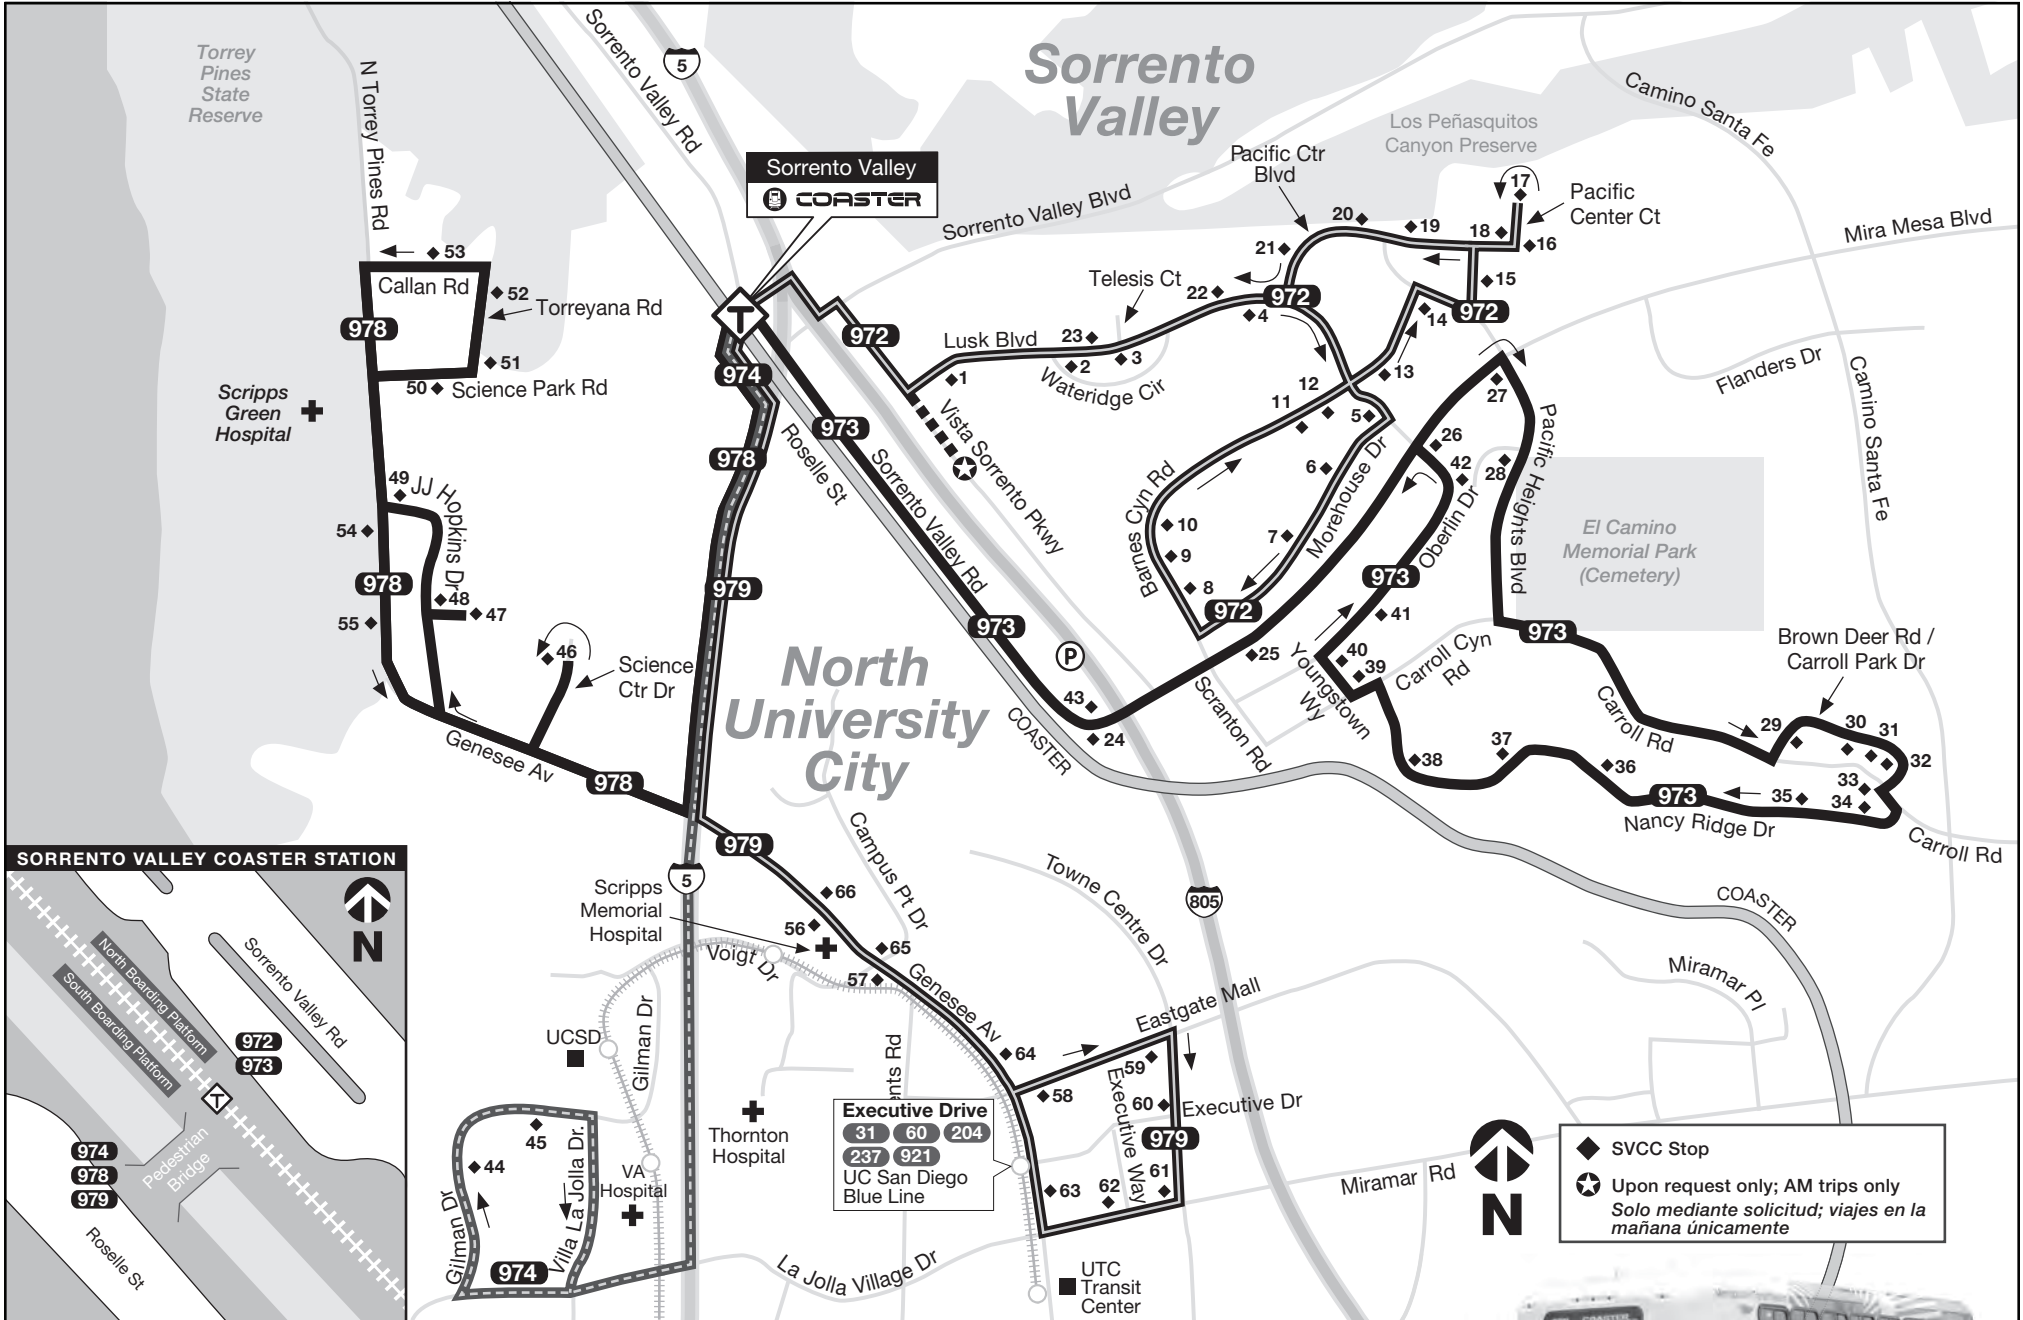 Torrey
Pines
State
Reserve
N Torrey Pines Rd
Sorrento Valley Rd
5
Sorrento
Valley
Sorrento Valley
COASTER
Sorrento Valley Blvd
Pacific Ctr
Blvd
Los Peñasquitos
Canyon Preserve
Camino Santa Fe
Pacific
Center Ct
Mira Mesa Blvd
17
18
16
19
20
21
15
14
972
972
13
53
Callan Rd
52
Torreyana Rd
978
51
50
Science Park Rd
Scripps
Green
Hospital
T
974
972
Lusk Blvd
Telesis Ct
22
23
4
1
2
3
Wateridge Cir
12
11
5
6
7
Morehouse Dr
Barnes Cyn Rd
10
9
8
972
27
26
42
28
Flanders Dr
Camino Santa Fe
Pacific Heights Blvd
El Camino
Memorial Park
(Cemetery)
Oberlin Dr
973
41
Vista Sorrento Pkwy
973
Roselle St
Sorrento Valley Rd
978
979
973
49
JJ Hopkins Dr
54
978
48
47
55
46
Science
Ctr Dr
Genesee Av
978
North
University
City
P
43
24
COASTER
25
Scranton Rd
Youngstown
Wy
40
39
Carroll Cyn
Rd
973
Carroll Rd
Brown Deer Rd /
Carroll Park Dr
29
30
31
32
33
34
35
36
37
38
973
Nancy Ridge Dr
Carroll Rd
COASTER
979
5
Scripps
Memorial
Hospital
66
56
65
57
Campus Pt Dr
Voigt Dr
Genesee Av
Towne Centre Dr
805
Eastgate Mall
Miramar Pl
UCSD
Gilman Dr
64
58
59
60
Executive Dr
Executive Way
979
61
62
63
ents Rd
Executive Drive
31 60 204
237 921
UC San Diego
Blue Line
Thornton
Hospital
VA
Hospital
45
44
Gilman Dr
Villa La Jolla Dr.
974
La Jolla Village Dr
UTC
Transit
Center
Miramar Rd
N
SVCC Stop
Upon request only; AM trips only
Solo mediante solicitud; viajes en la
mañana únicamente
SORRENTO VALLEY COASTER STATION
N
North Boarding Platform
South Boarding Platform
Sorrento Valley Rd
972
973
T
974
978
979
Pedestrian
Bridge
Roselle St
COASTER